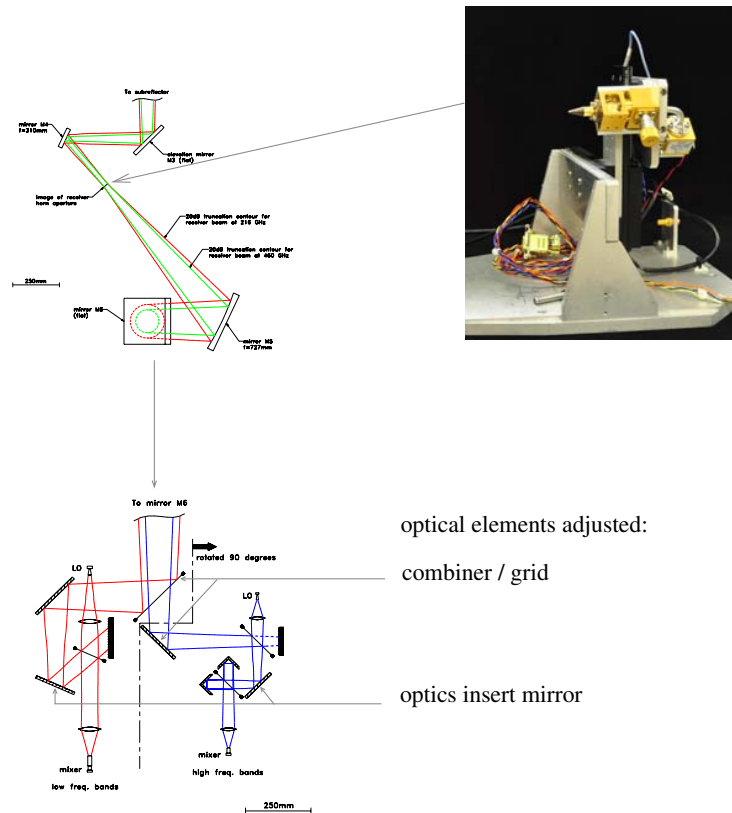 To subreflector
mirror M4
f=210mm
elevation mirror
M3 (flat)
image of receiver
horn aperture
20dB truncation contour for
receiver beam at 215 GHz
20dB truncation contour for
receiver beam at 460 GHz
250mm
mirror M6
(flat)
mirror M5
f=727mm
To mirror M6
optical elements adjusted:
rotated 90 degrees
LO
combiner / grid
LO
optics insert mirror
mixer
mixer
low freq. bands
high freq. bands
250mm